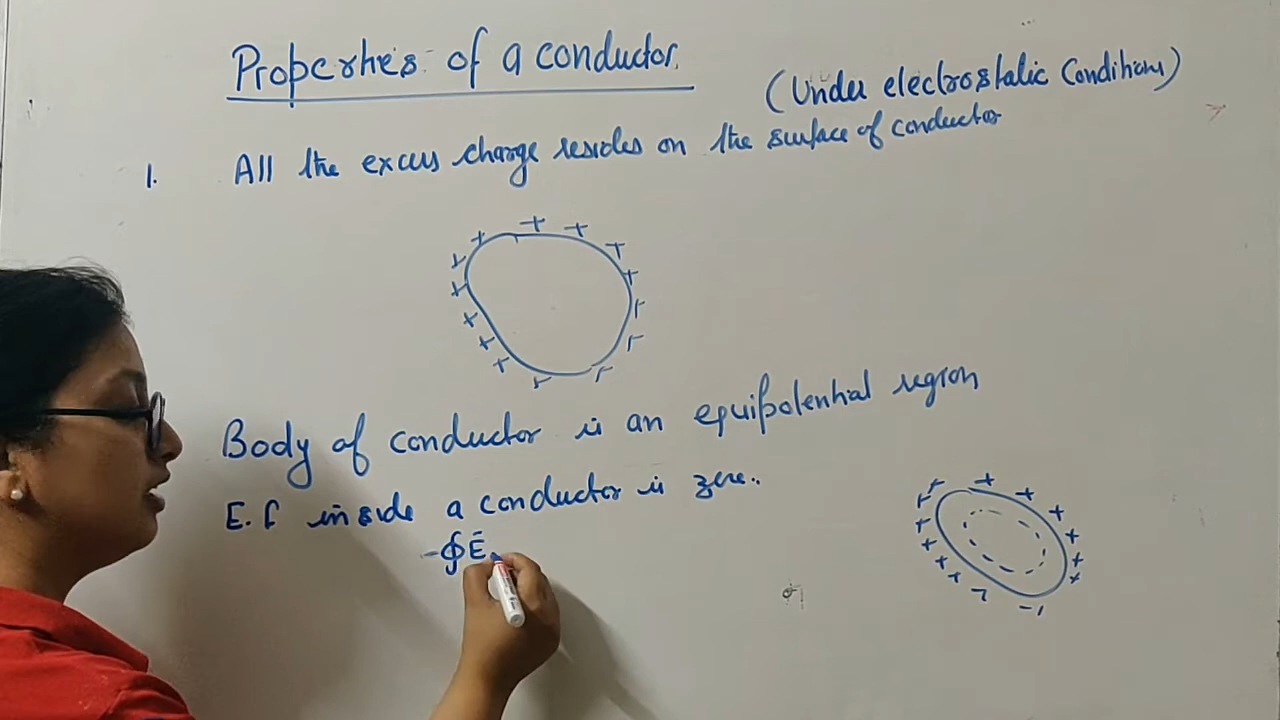 Properties of a conductor
(Under electrostatic Conditions)
1. All the excess charge resides on the surface of conductor
+ + + + + + + + + + + + + + + +
Body of conductor is an equipotential region
E.f inside a conductor is zero.
-∮Ē
+ + + + + + + + + + + + +